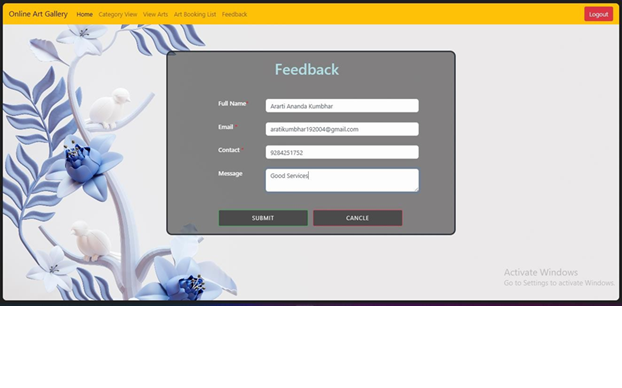 Online Art Gallery Home Category View View Arts Art Booking List Feedback Logout
Feedback
Full Name* Ararti Ananda Kumbhar
Email* aratikumbhar192004@gmail.com
Contact* 9284251752
Message Good Services
SUBMIT CANCLE
Activate Windows
Go to Settings to activate Windows.